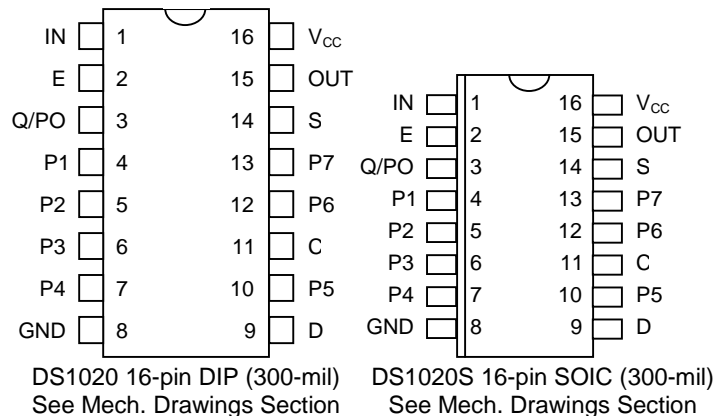 IN 1 16 VCC
E 2 15 OUT
Q/PO 3 14 S
P1 4 13 P7
P2 5 12 P6
P3 6 11 C
P4 7 10 P5
GND 8 9 D
DS1020 16-pin DIP (300-mil)
See Mech. Drawings Section
IN 1 16 VCC
E 2 15 OUT
Q/PO 3 14 S
P1 4 13 P7
P2 5 12 P6
P3 6 11 C
P4 7 10 P5
GND 8 9 D
DS1020S 16-pin SOIC (300-mil)
See Mech. Drawings Section